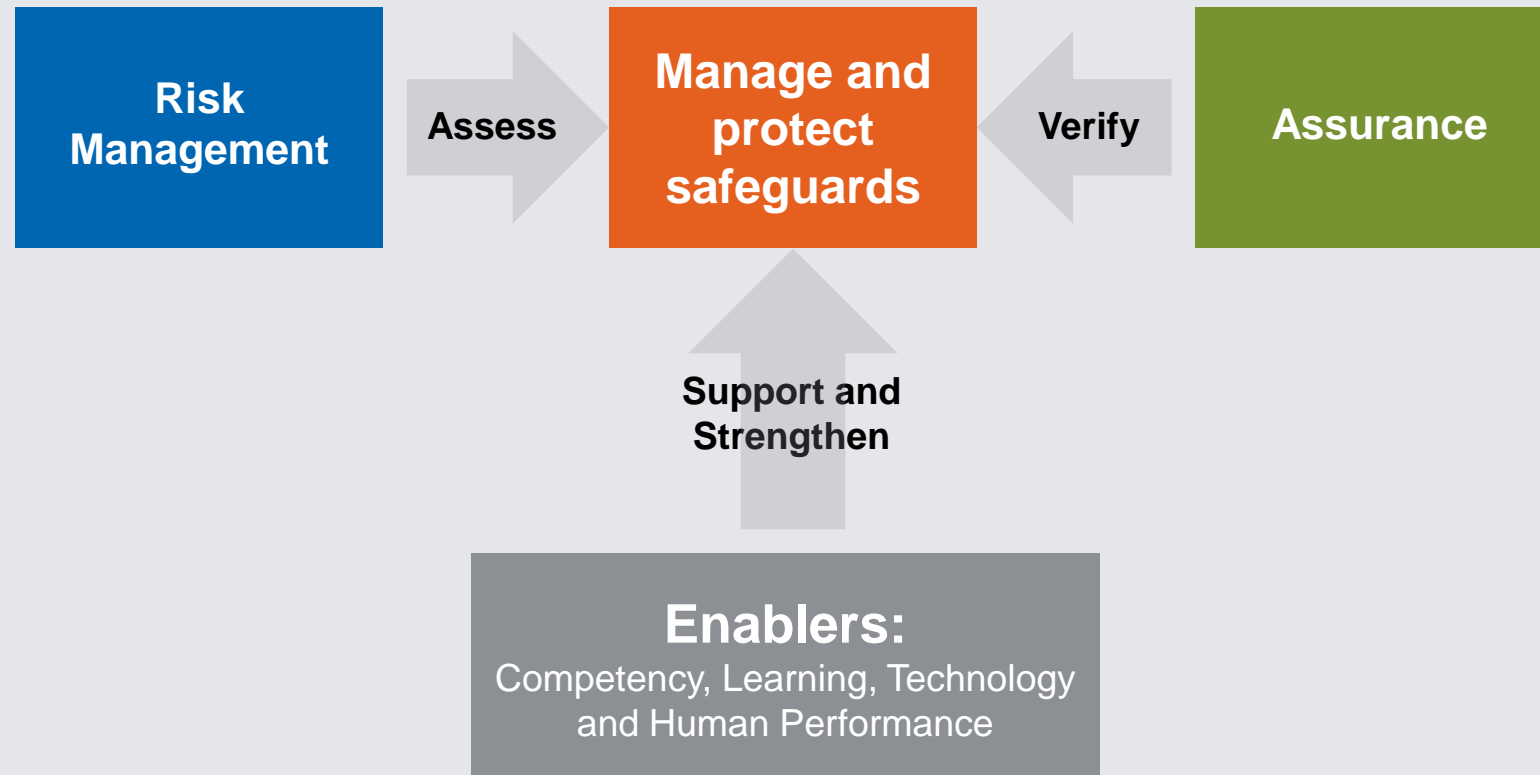 Risk
Management
Assess
Manage and
protect
safeguards
Verify
Assurance
Support and
Strengthen
Enablers:
Competency, Learning, Technology
and Human Performance